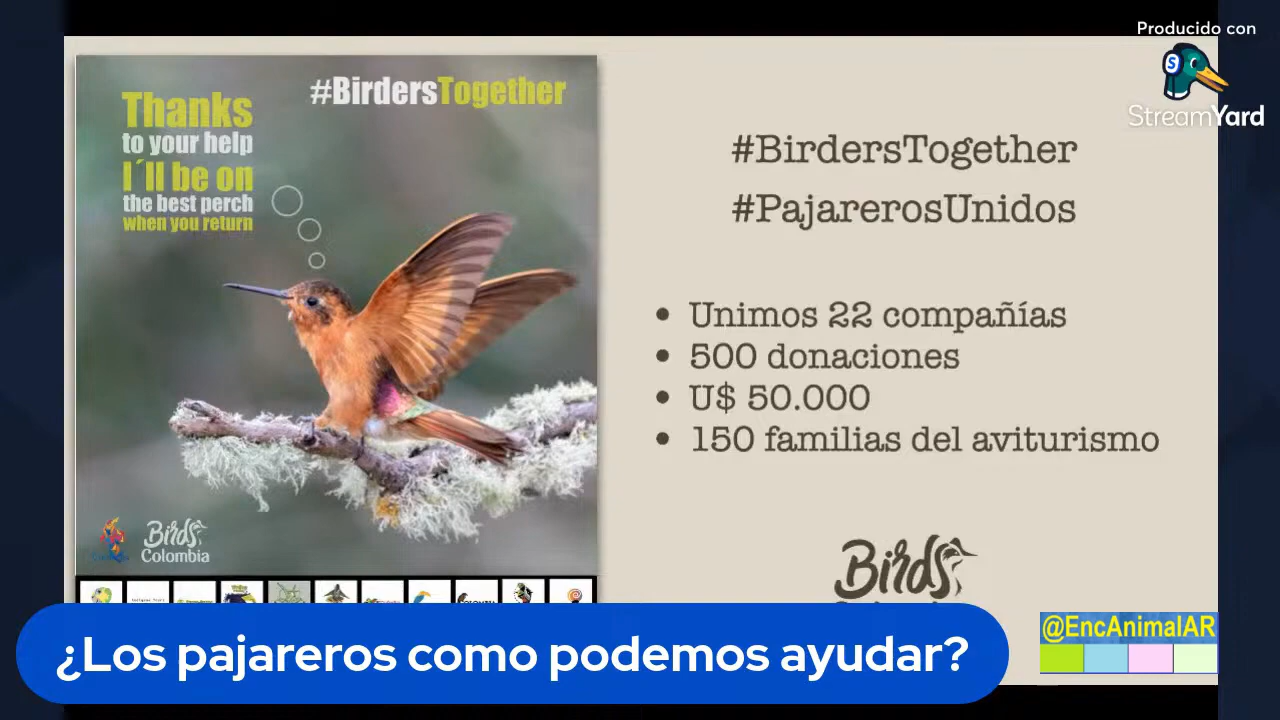 Producido con
StreamYard
#BirdersTogether
Thanks
to your help
I´ll be on
the best perch
when you return
#BirdersTogether
#PajarerosUnidos
• Unimos 22 compañías
• 500 donaciones
• U$ 50.000
• 150 familias del aviturismo
Birds
Colombia
Birds
¿Los pajareros como podemos ayudar?
@EncAnimalAR